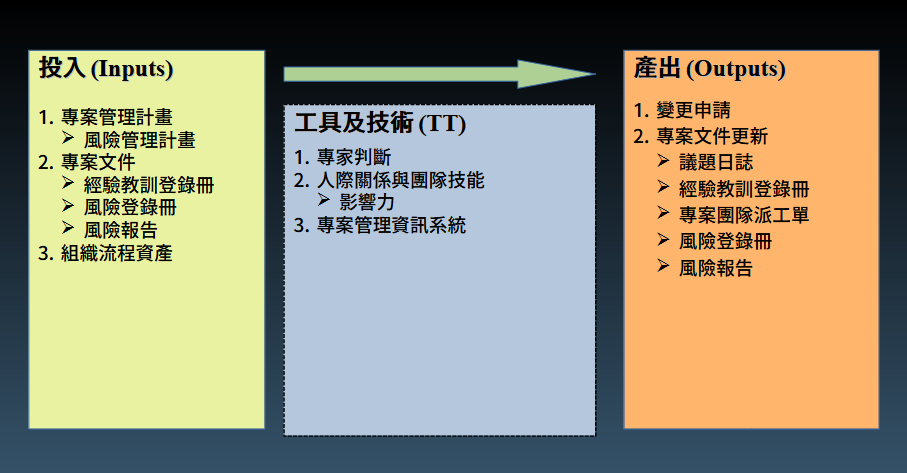 投入 (Inputs)
1. 專案管理計畫
➢ 風險管理計畫
2. 專案文件
➢ 經驗教訓登錄冊
➢ 風險登錄冊
➢ 風險報告
3. 組織流程資產
工具及技術 (TT)
1. 專家判斷
2. 人際關係與團隊技能
➢ 影響力
3. 專案管理資訊系統
產出 (Outputs)
1. 變更申請
2. 專案文件更新
➢ 議題日誌
➢ 經驗教訓登錄冊
➢ 專案團隊派工單
➢ 風險登錄冊
➢ 風險報告